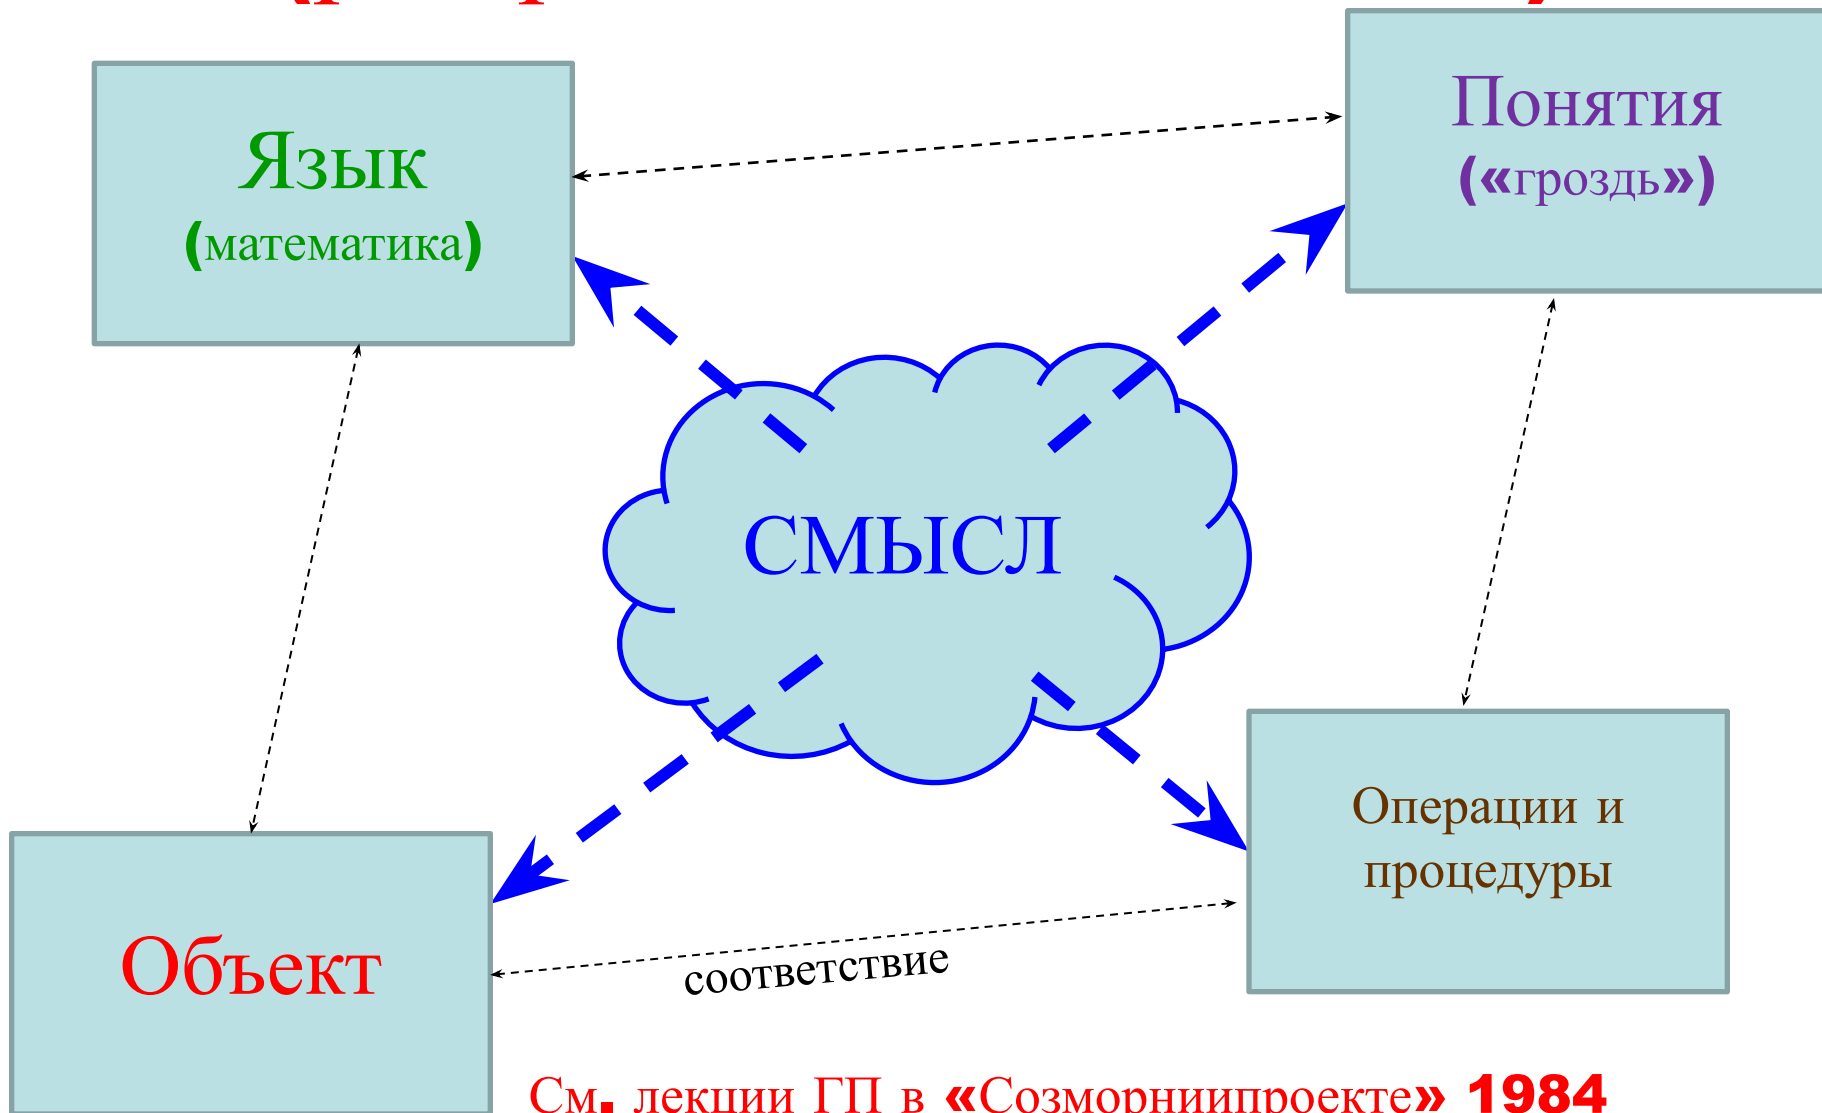 Язык
(математика)
Понятия
(«гроздь»)
СМЫСЛ
Операции и
процедуры
Объект
соответствие
См. лекции ГП в «Созморниипроекте» 1984